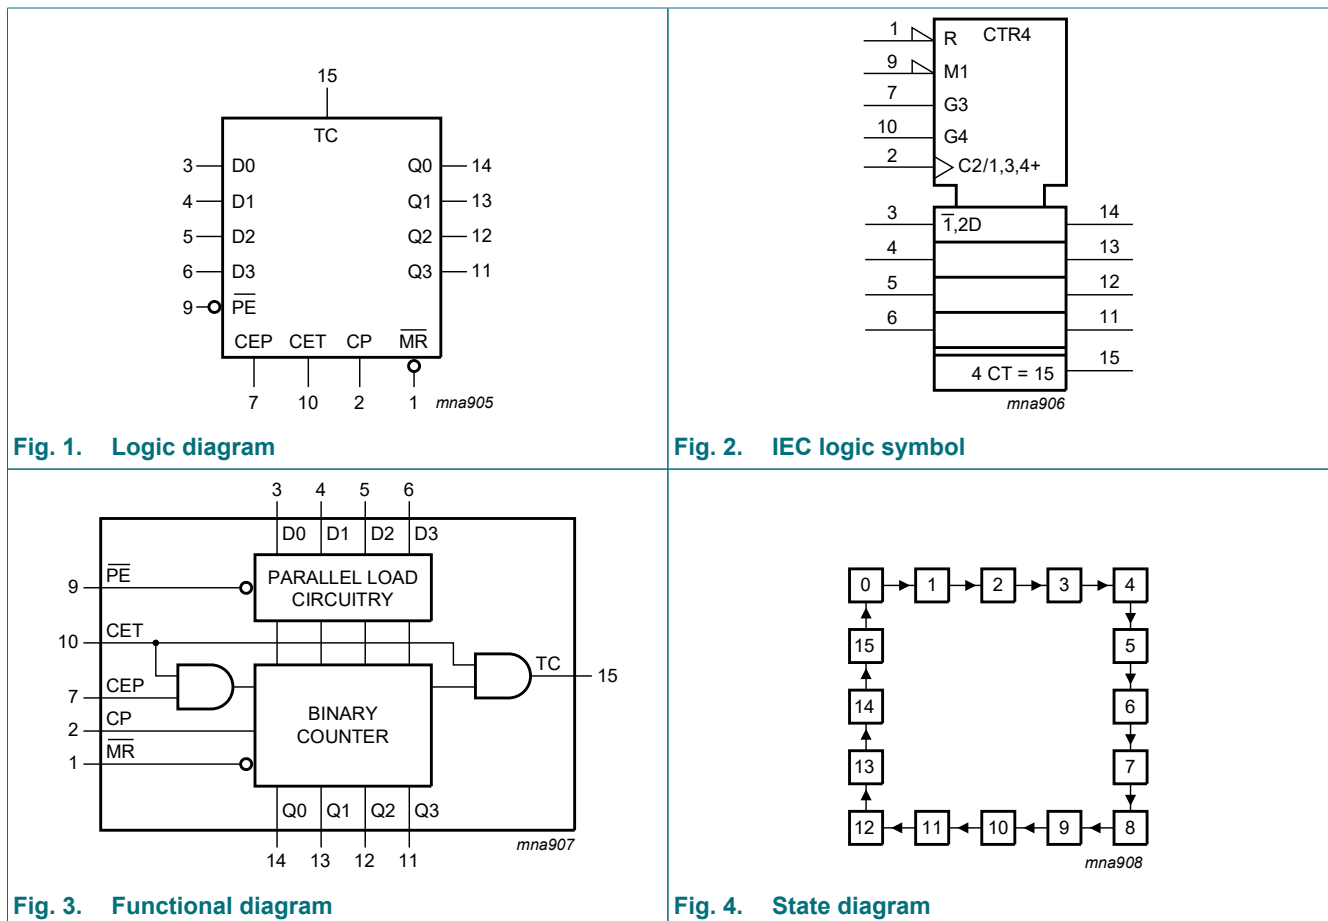 15
TC
3 D0 Q0 14
4 D1 Q1 13
5 D2 Q2 12
6 D3 Q3 11
9 P̅E̅
CEP CET CP M̅R̅
7 10 2 1 mna905
Fig. 1. Logic diagram
1 R CTR4
9 M1
7 G3
10 G4
2 C2/1,3,4+
3 1̅,2D 14
4 13
5 12
6 11
4 CT = 15 15
mna906
Fig. 2. IEC logic symbol
3 4 5 6
D0 D1 D2 D3
9 P̅E̅ PARALLEL LOAD
CIRCUITRY
10 CET
TC 15
7 CEP
2 CP BINARY
COUNTER
1 M̅R̅
Q0 Q1 Q2 Q3
14 13 12 11
mna907
Fig. 3. Functional diagram
0 1 2 3 4
15 5
14 6
13 7
12 11 10 9 8
mna908
Fig. 4. State diagram